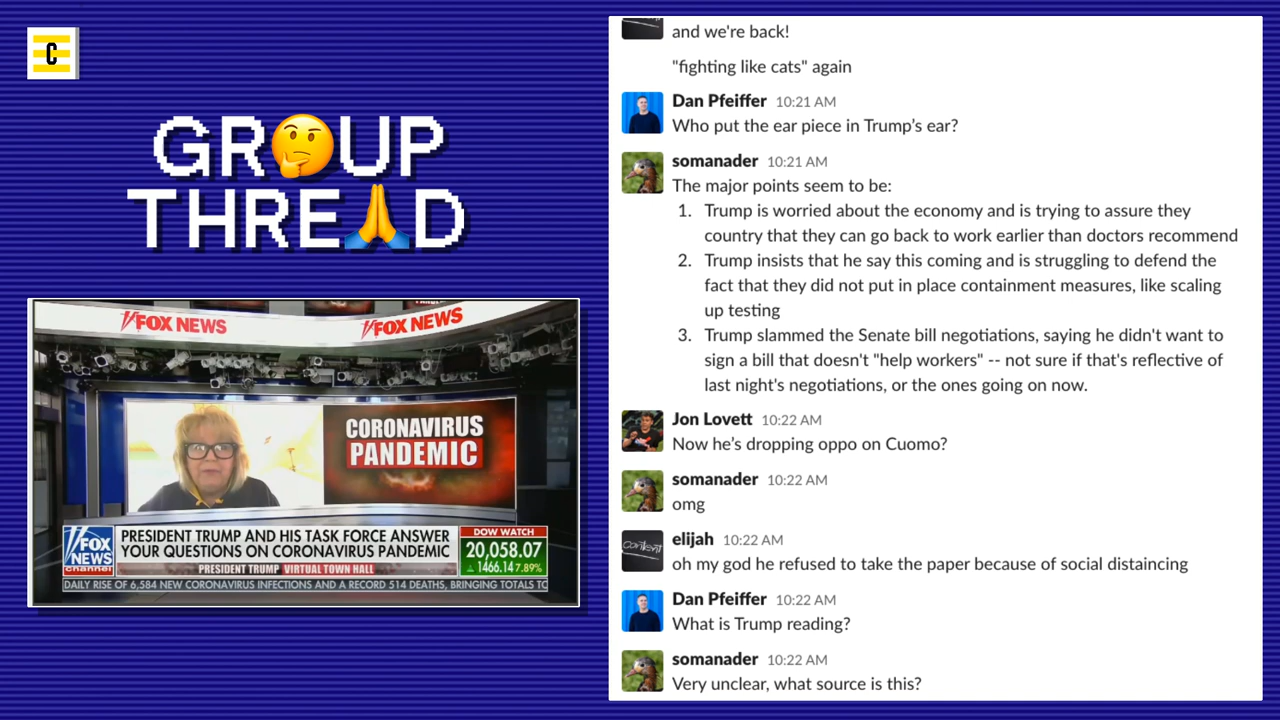 C
GR🤔UP
THRE🙏D
FOX NEWS
FOX NEWS
CORONAVIRUS
PANDEMIC
FOX
NEWS
channel
PRESIDENT TRUMP AND HIS TASK FORCE ANSWER
YOUR QUESTIONS ON CORONAVIRUS PANDEMIC
PRESIDENT TRUMP VIRTUAL TOWN HALL
DOW WATCH
20,058.07
1466.14 7.89%
DAILY RISE OF 6,584 NEW CORONAVIRUS INFECTIONS AND A RECORD 514 DEATHS, BRINGING TOTALS TO
and we're back!
"fighting like cats" again
Dan Pfeiffer 10:21 AM
Who put the ear piece in Trump's ear?
somanader 10:21 AM
The major points seem to be:
1. Trump is worried about the economy and is trying to assure they
country that they can go back to work earlier than doctors recommend
2. Trump insists that he say this coming and is struggling to defend the
fact that they did not put in place containment measures, like scaling
up testing
3. Trump slammed the Senate bill negotiations, saying he didn't want to
sign a bill that doesn't "help workers" -- not sure if that's reflective of
last night's negotiations, or the ones going on now.
Jon Lovett 10:22 AM
Now he's dropping oppo on Cuomo?
somanader 10:22 AM
omg
content
elijah 10:22 AM
oh my god he refused to take the paper because of social distaincing
Dan Pfeiffer 10:22 AM
What is Trump reading?
somanader 10:22 AM
Very unclear, what source is this?